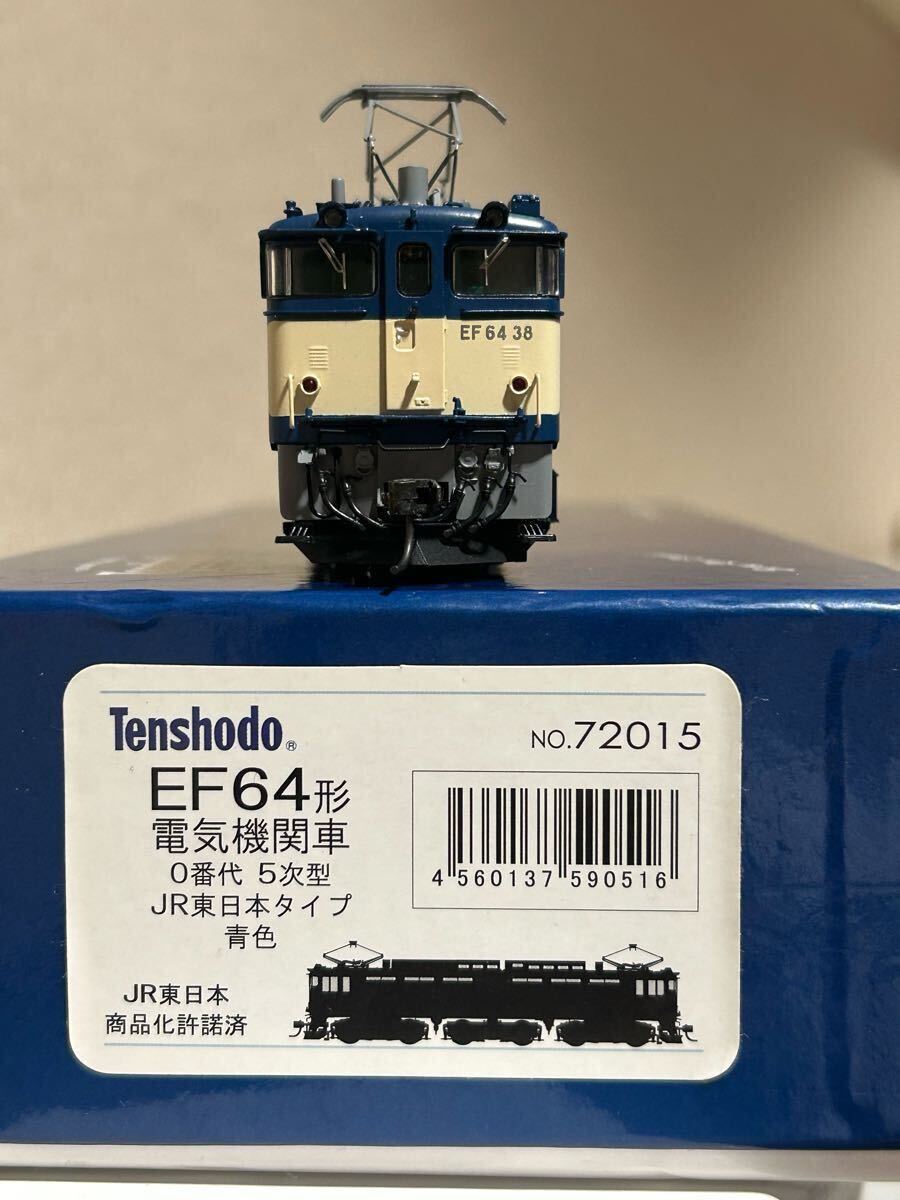 EF 64 38
Tenshodo®
NO.72015
EF64形
電気機関車
0番代 5次型
JR東日本タイプ
青色
4 560137 590516
JR東日本
商品化許諾済